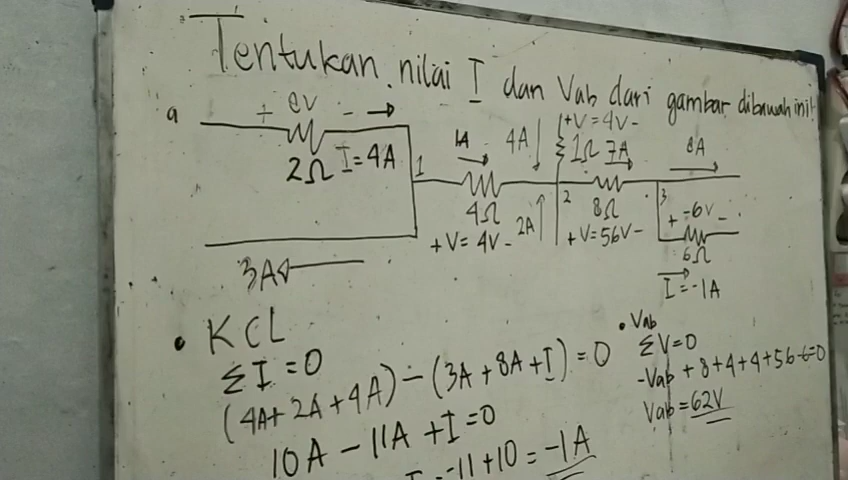 Tentukan nilai I dan Vab dari gambar dibawah ini!
a
+ 8V - →
2Ω I=4A
1
1A →
4Ω
+V=4V-
4A ↓
+V=4V-
1Ω
7A →
2A ↑
2
8Ω
+V=56V-
8A →
3
+ -6V -
6Ω
I=-1A
3A ←
• KCL
ΣI=0
(4A+2A+4A)-(3A+8A+I)=0
10A-11A+I=0
-11+10=-1A
• Vab
ΣV=0
-Vab+8+4+4+56-6=0
Vab=62V